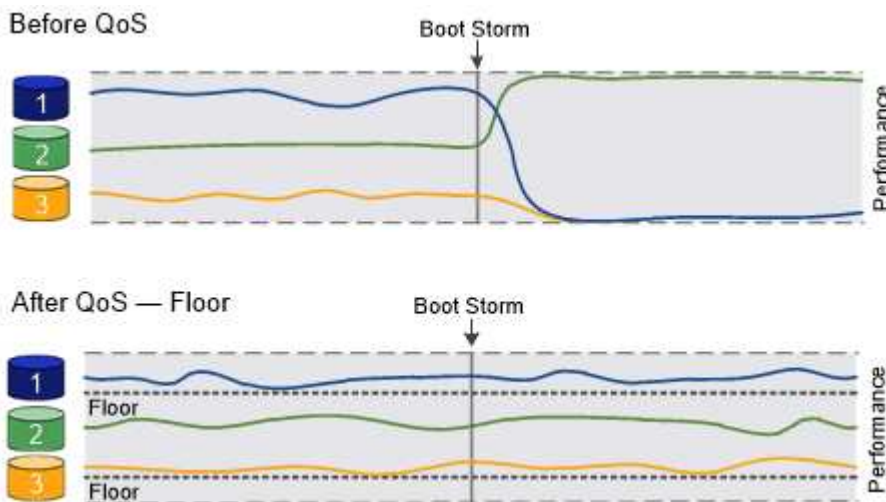 Before QoS
Boot Storm
1
2
3
Performance
After QoS — Floor
Boot Storm
1
Floor
2
3
Floor
Performance